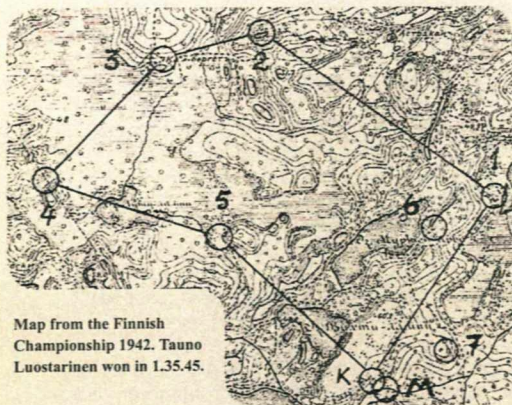 3
2
1
4
5
6
7
K M
Map from the Finnish
Championship 1942. Tauno
Luostarinen won in 1.35.45.